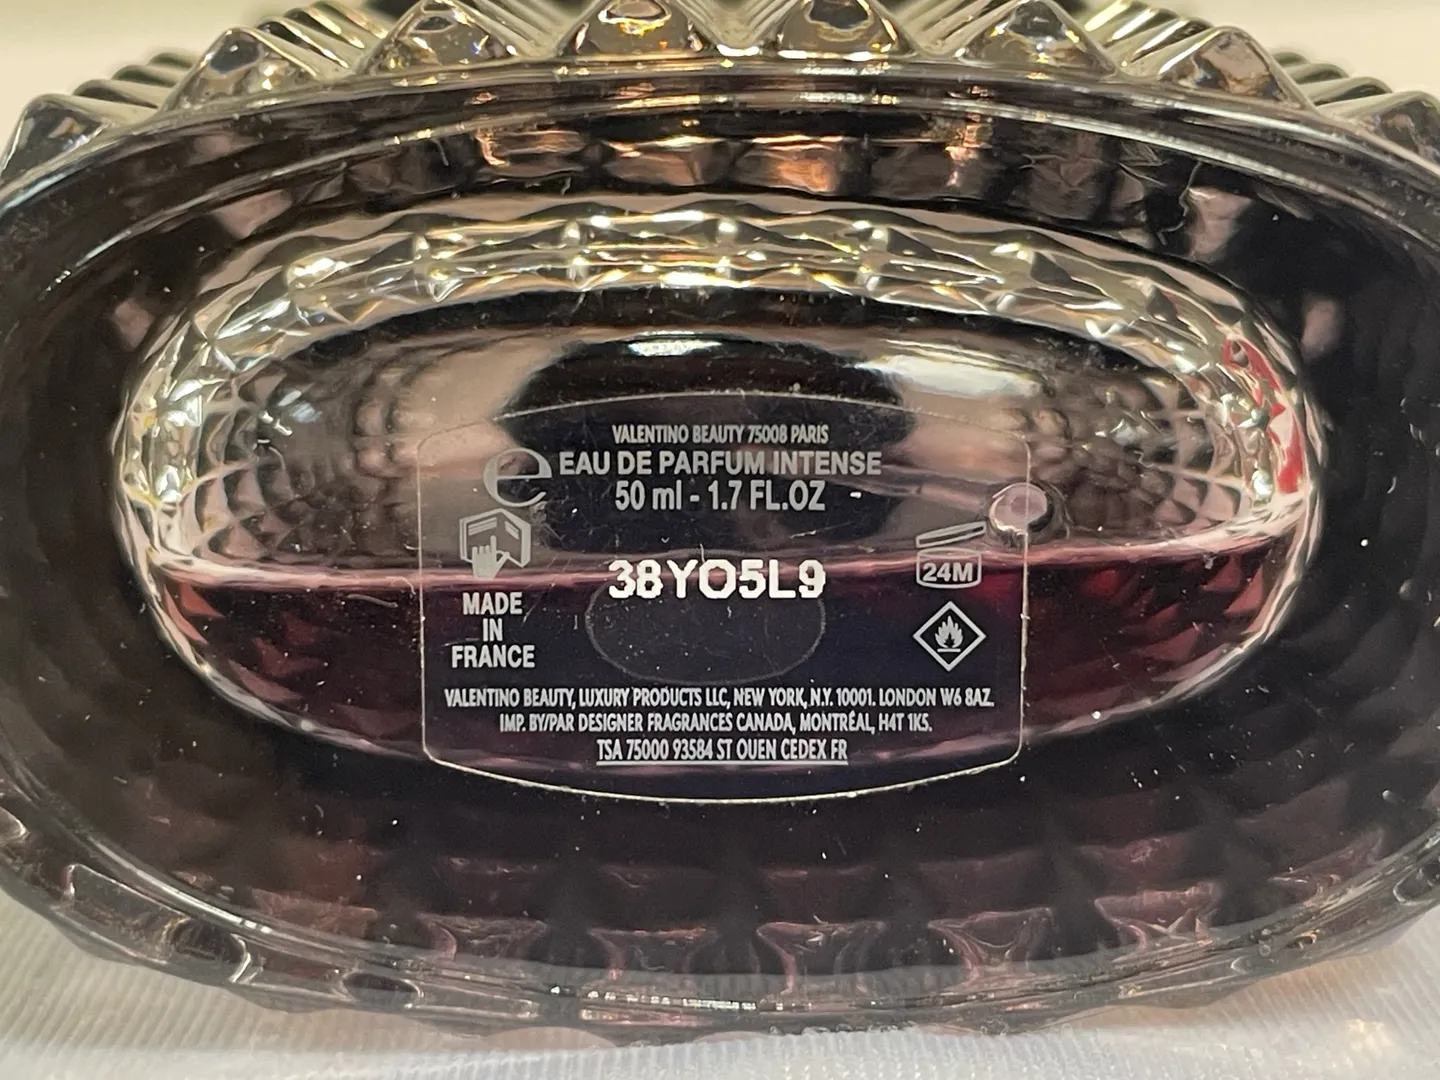 VALENTINO BEAUTY 75008 PARIS
e EAU DE PARFUM INTENSE
50 ml - 1.7 FL.OZ
38YO5L9
24M
MADE
IN
FRANCE
VALENTINO BEAUTY, LUXURY PRODUCTS LLC, NEW YORK, N.Y. 10001. LONDON W6 8AZ.
IMP. BY/PAR DESIGNER FRAGRANCES CANADA, MONTRÉAL, H4T 1K5.
TSA 75000 93584 ST OUEN CEDEX FR